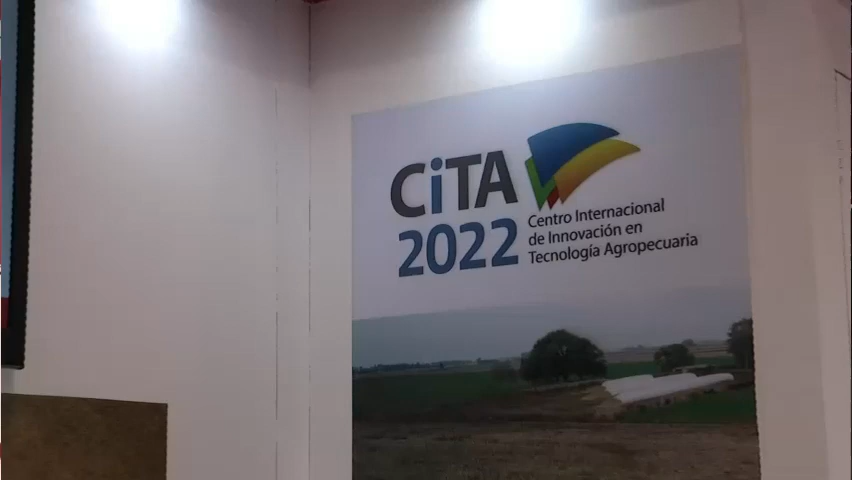 CiTA
2022
Centro Internacional
de Innovación en
Tecnología Agropecuaria